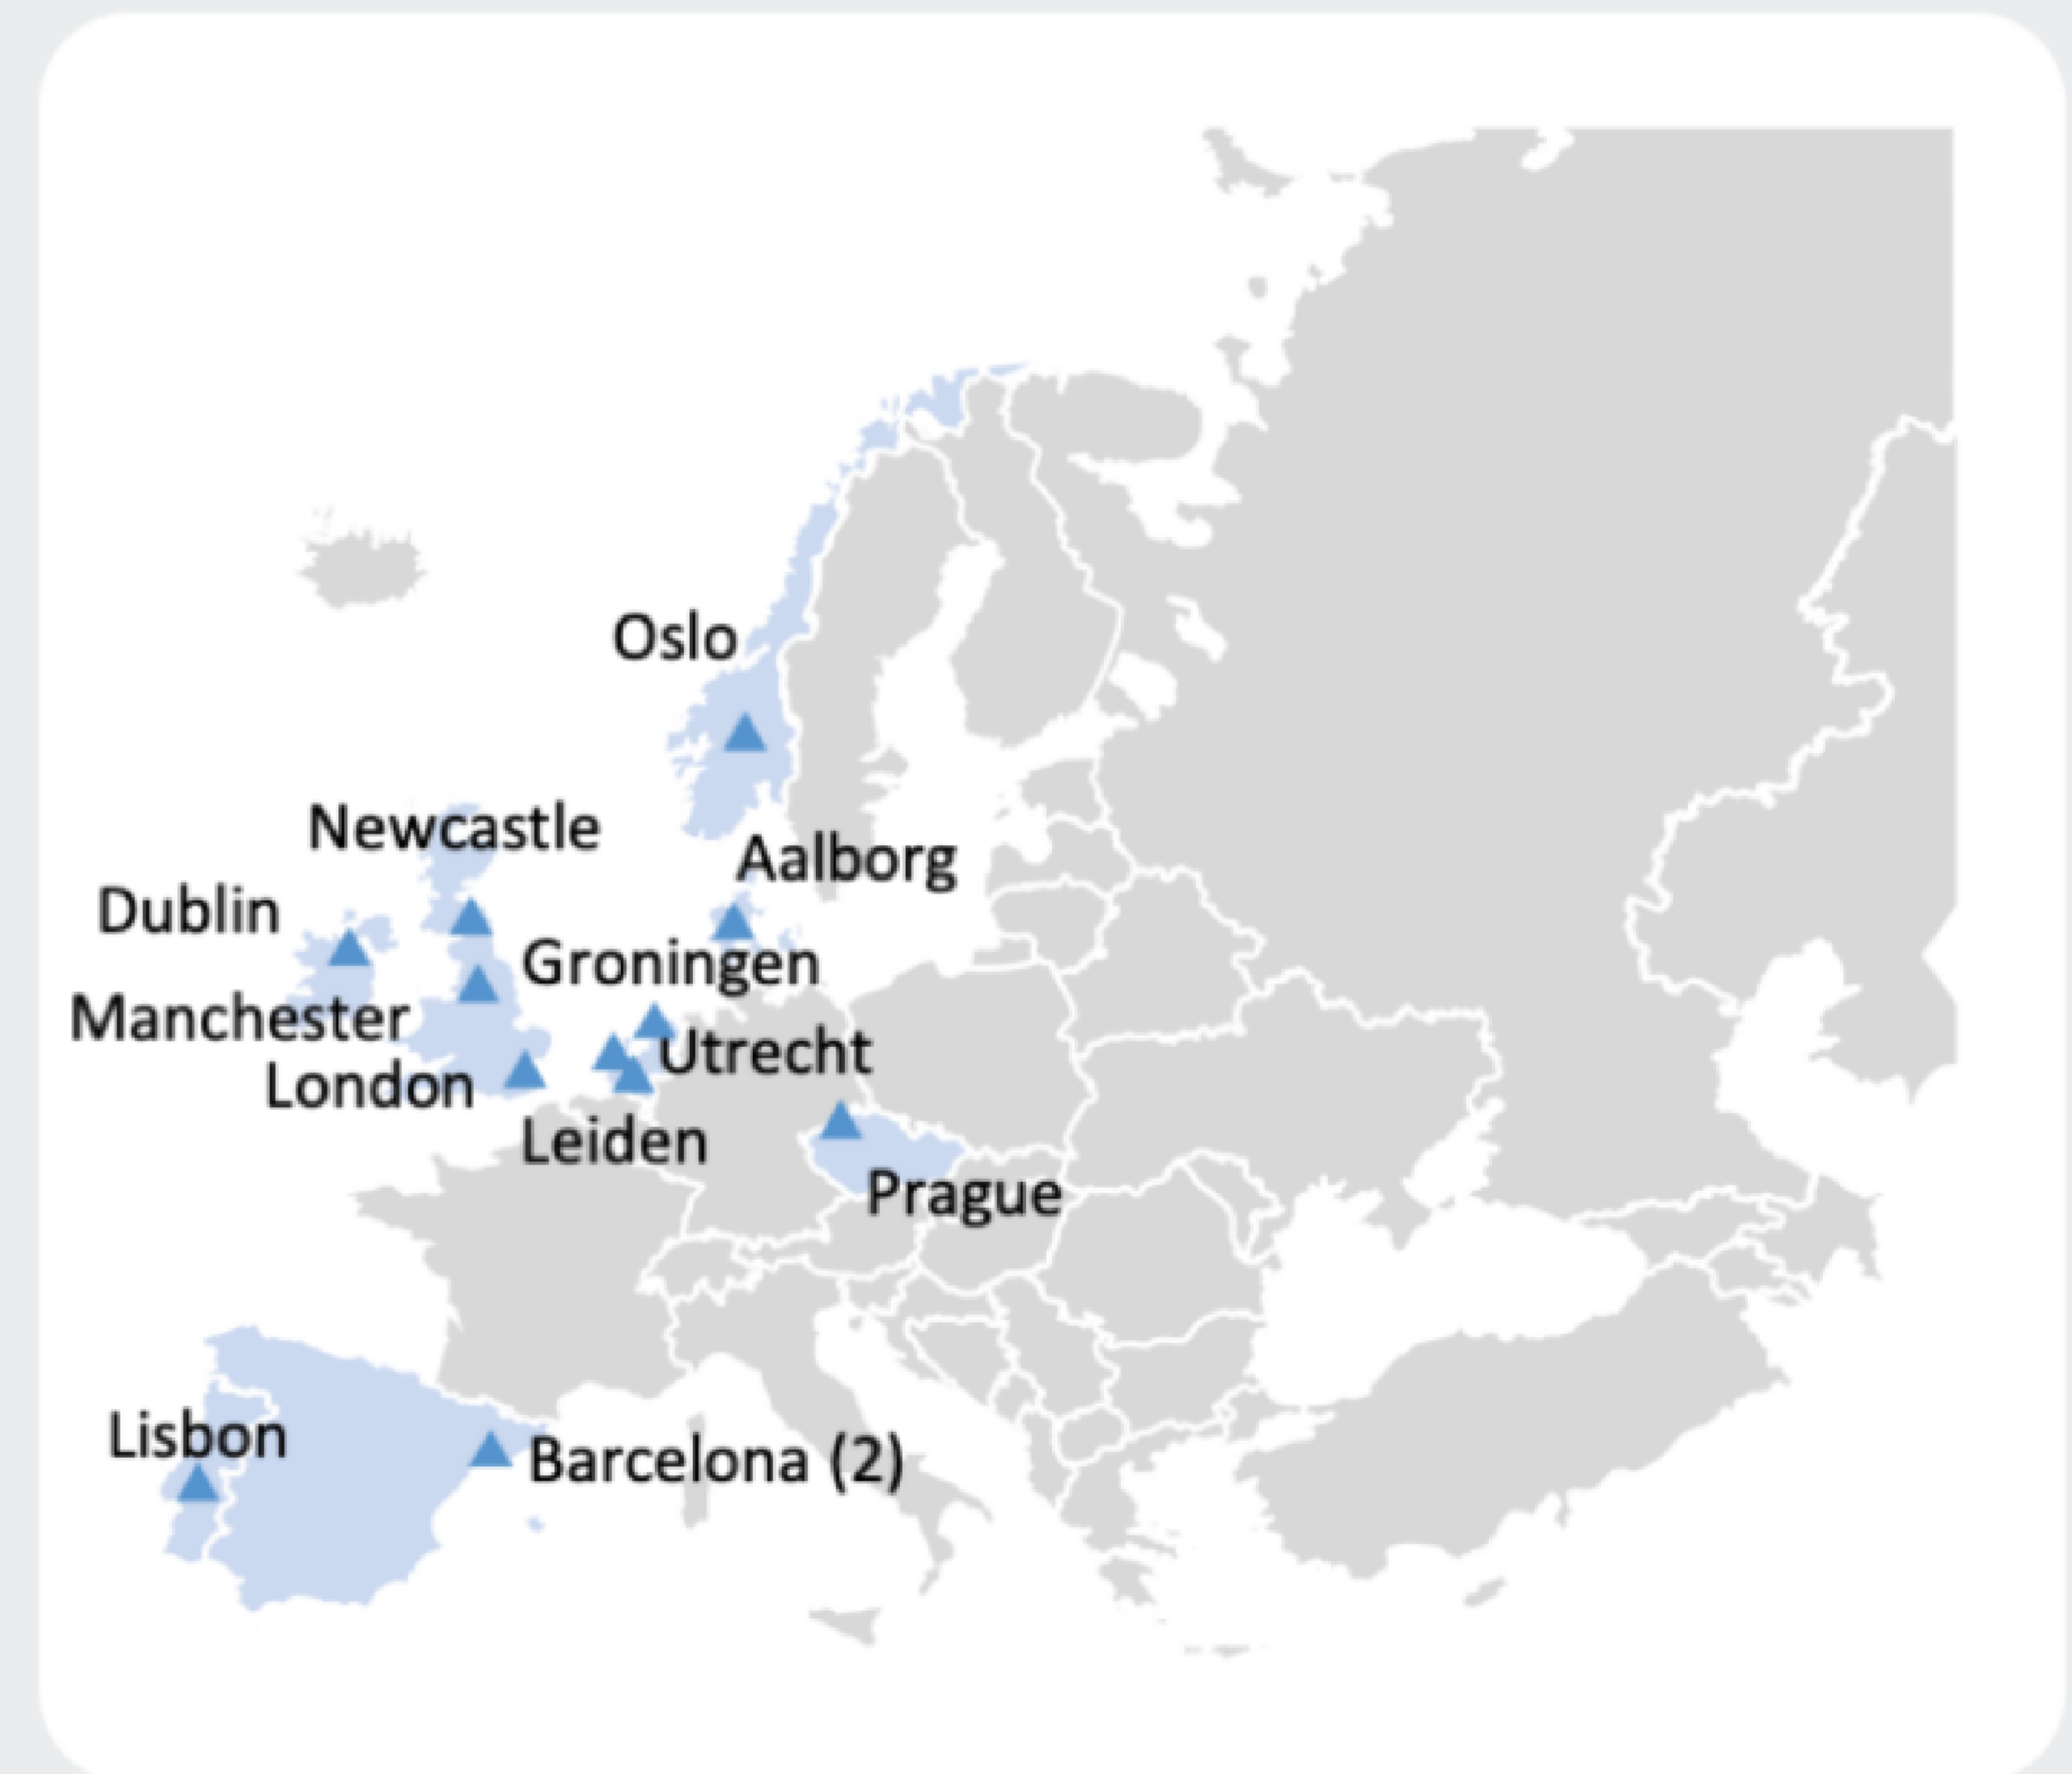 Oslo
Newcastle
Aalborg
Dublin
Groningen
Manchester
Utrecht
London
Leiden
Prague
Lisbon
Barcelona (2)